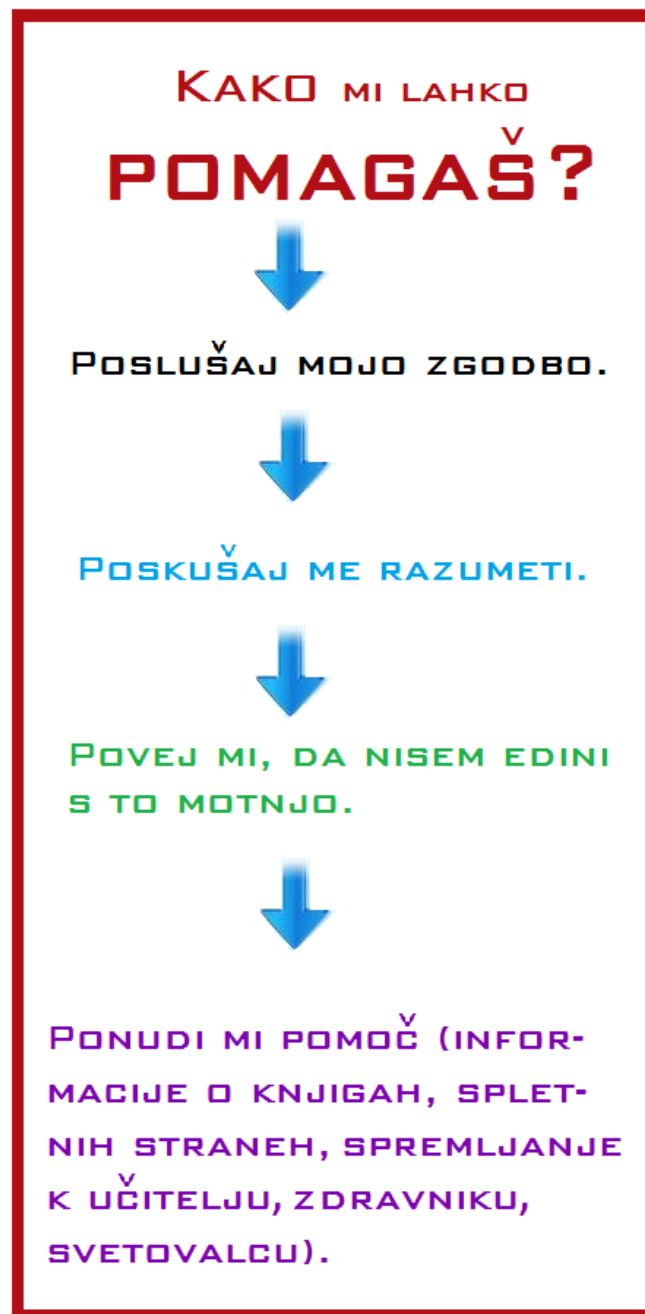 Kako mi lahko
pomagaš?
Poslušaj mojo zgodbo.
Poskušaj me razumeti.
Povej mi, da nisem edini
s to motnjo.
Ponudi mi pomoč (infor-
macije o knjigah, splet-
nih straneh, spremljanje
k učitelju, zdravniku,
svetovalcu).